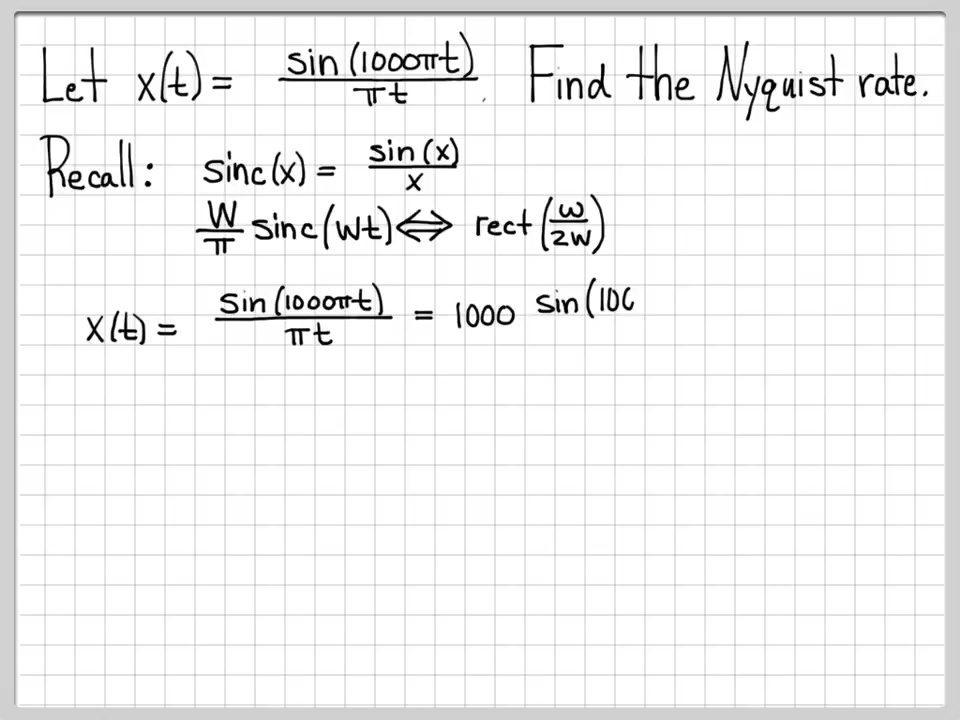 Let x(t) = sin(1000πt)/πt Find the Nyquist rate.
Recall: sinc(x) = sin(x)/x
W/π sinc(Wt) ⟺ rect(ω/2W)
x(t) = sin(1000πt)/πt = 1000 sin(100